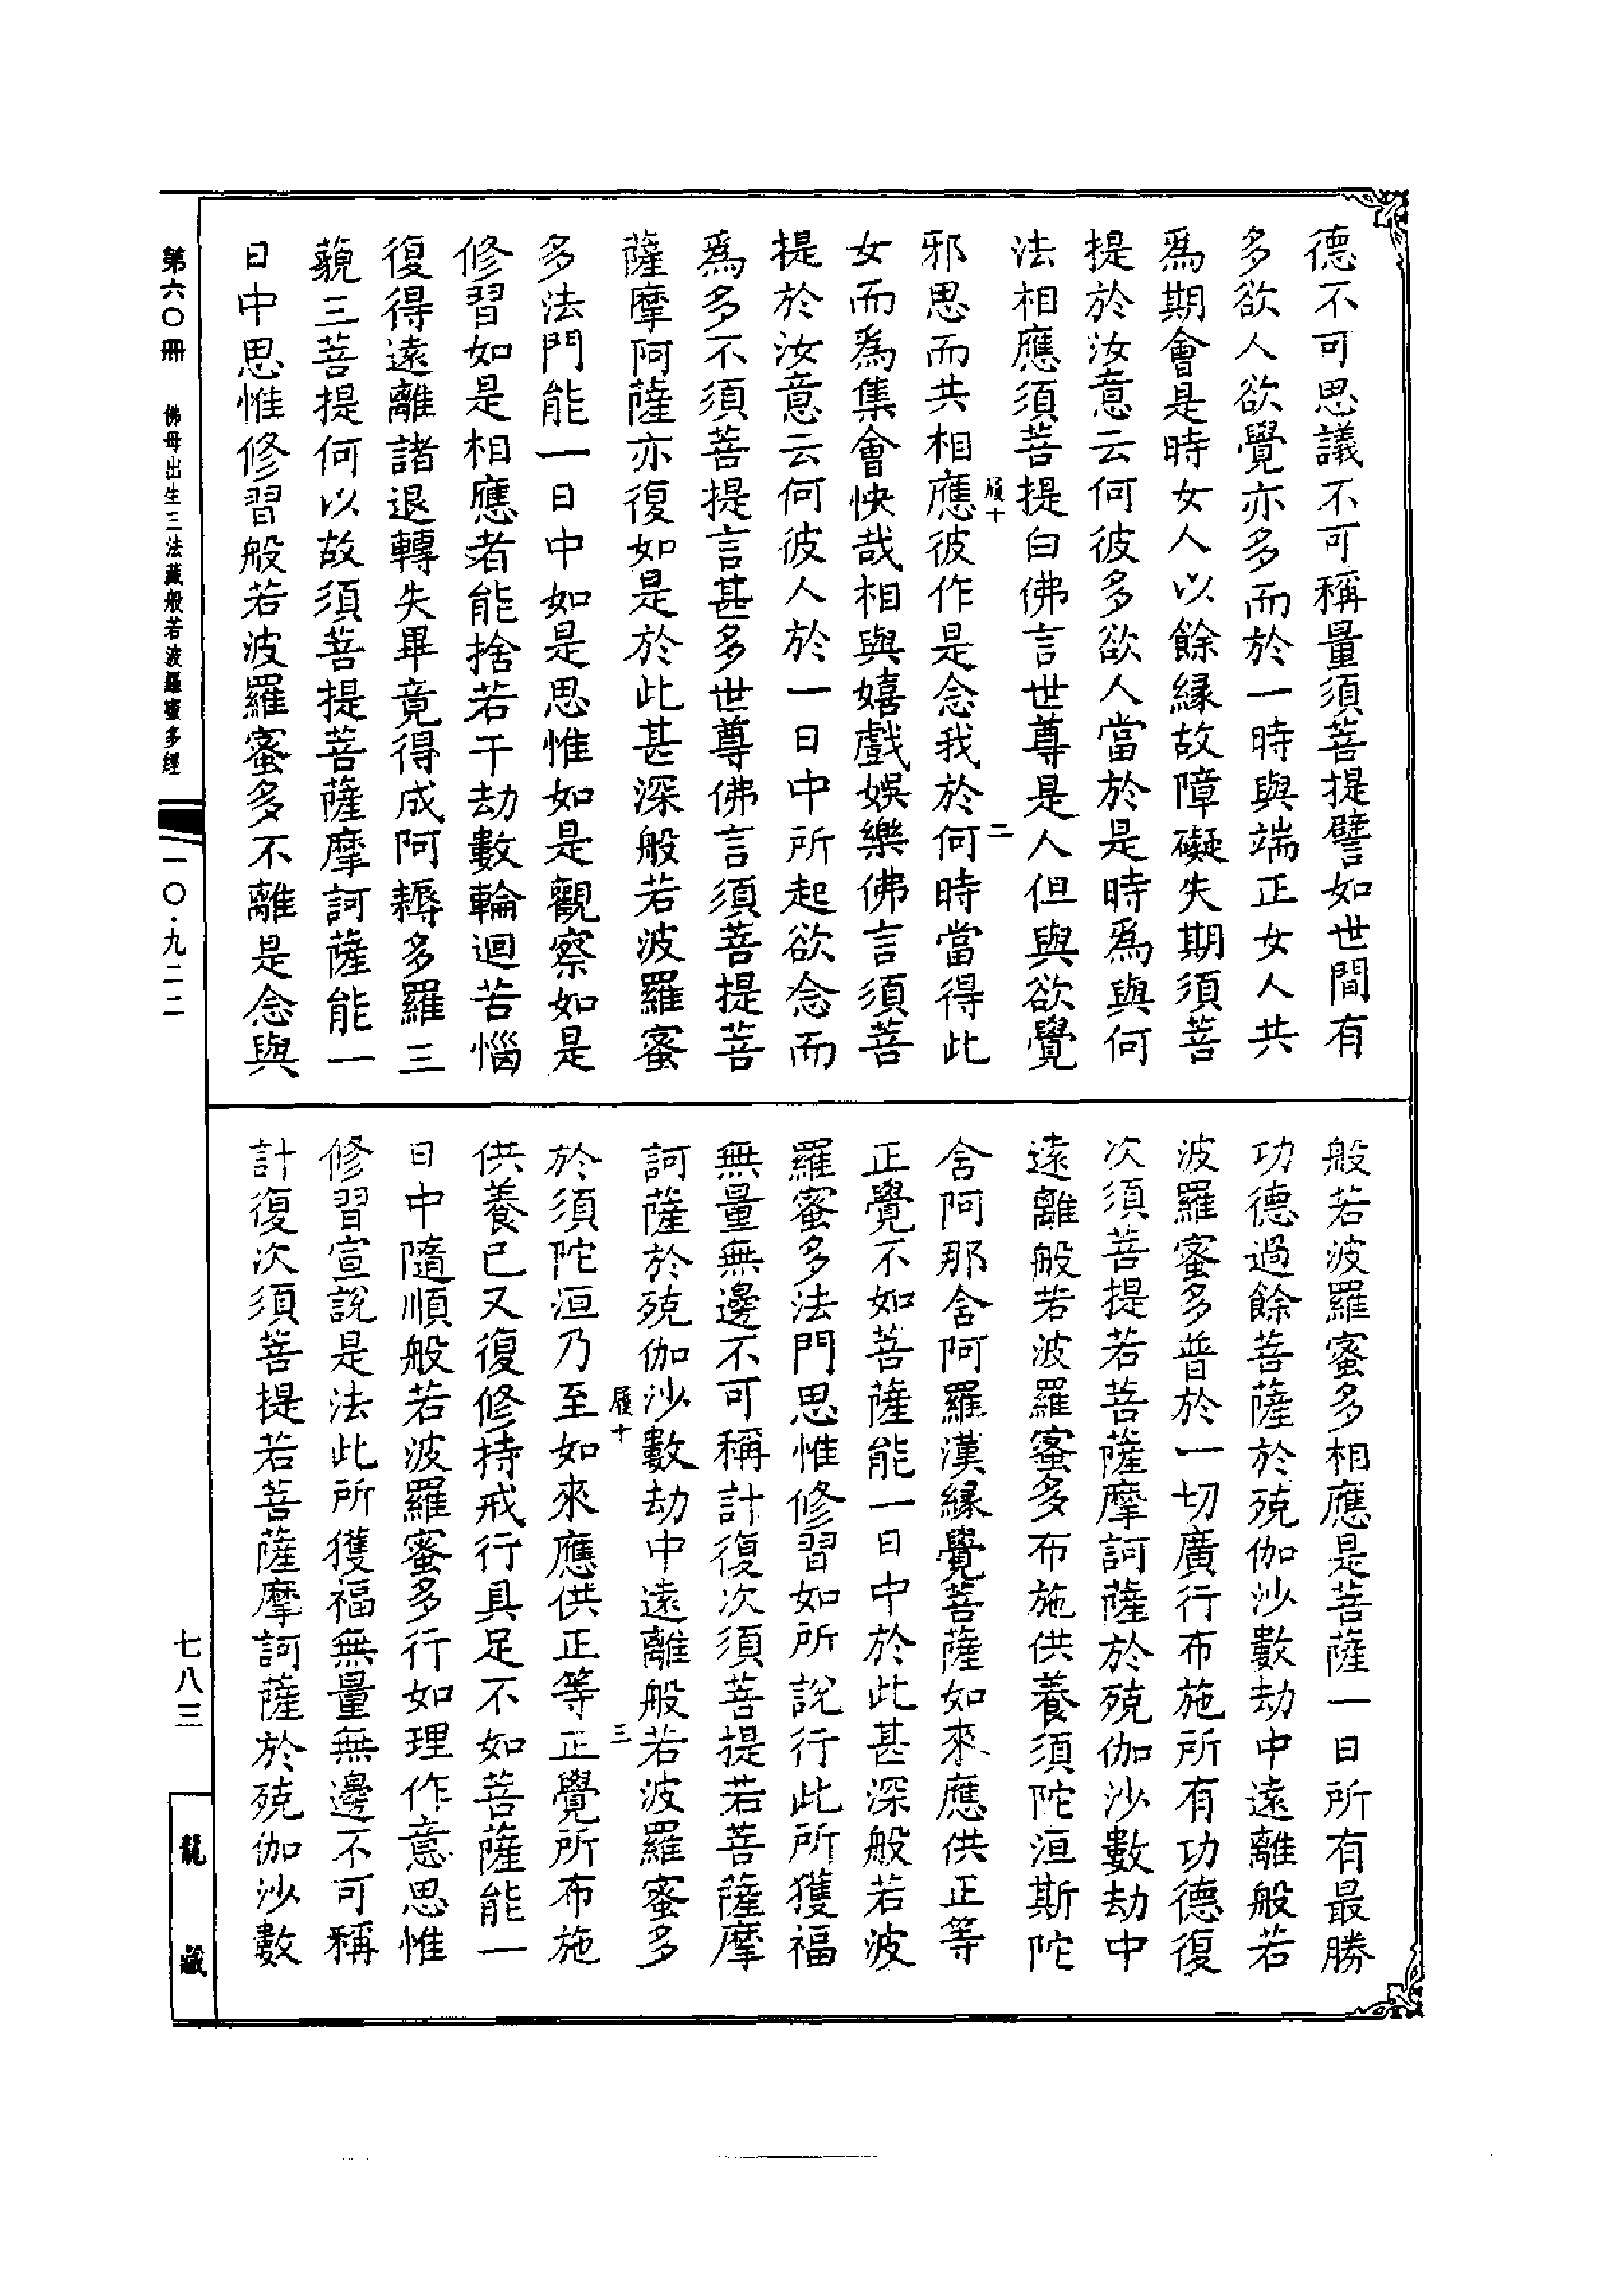 德不可思議不可稱量須菩提譬如世間有
多欲人欲覺亦多而於一時與端正女人共
爲期會是時女人以餘緣故障礙失期須菩
提於汝意云何彼多欲人當於是時爲與何
法相應須菩提白佛言世尊是人但與欲覺
履十
二
邪思而共相應彼作是念我於何時當得此
女而爲集會快哉相與嬉戲娛樂佛言須菩
提於汝意云何彼人於一日中所起欲念而
爲多不須菩提言甚多世尊佛言須菩提菩
薩摩阿薩亦復如是於此甚深般若波羅蜜
多法門能一日中如是思惟如是觀察如是
修習如是相應者能捨若干劫數輪迴苦惱
復得遠離諸退轉失畢竟得成阿耨多羅三
藐三菩提何以故須菩提菩薩摩訶薩能一
日中思惟修習般若波羅蜜多不離是念與
般若波羅蜜多相應是菩薩一日所有最勝
功德過餘菩薩於殑伽沙數劫中遠離般若
波羅蜜多普於一切廣行布施所有功德復
次須菩提若菩薩摩訶薩於殑伽沙數劫中
遠離般若波羅蜜多布施供養須陀洹斯陀
含阿那含阿羅漢緣覺菩薩如來應供正等
正覺不如菩薩能一日中於此甚深般若波
羅蜜多法門思惟修習如所說行此所獲福
無量無邊不可稱計復次須菩提若菩薩摩
訶薩於殑伽沙數劫中遠離般若波羅蜜多
履十
三
於須陀洹乃至如來應供正等正覺所布施
供養已又復修持戒行具足不如菩薩能一
日中隨順般若波羅蜜多行如理作意思惟
修習宣說是法此所獲福無量無邊不可稱
計復次須菩提若菩薩摩訶薩於殑伽沙數
第六〇冊 佛母出生三法藏般若波羅蜜多經
一〇·九二二
七八三
龍藏